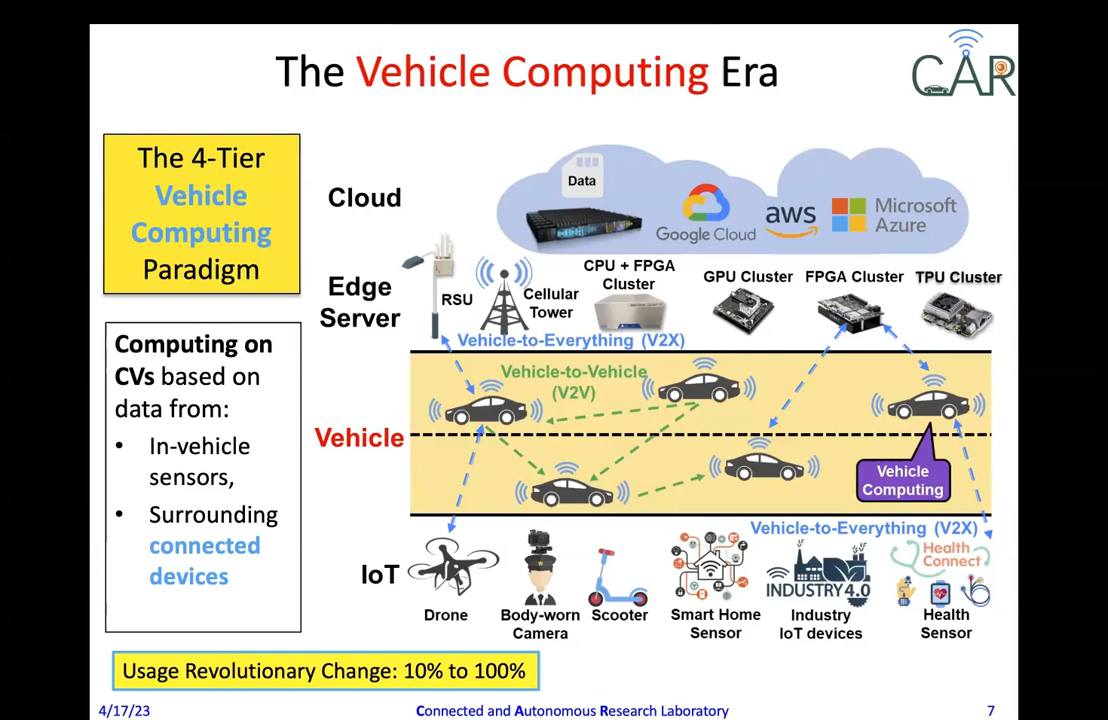 The Vehicle Computing Era
CAR
The 4-Tier
Vehicle
Computing
Paradigm
Computing on
CVs based on
data from:
• In-vehicle
sensors,
• Surrounding
connected
devices
Cloud
Data
Google Cloud
aws
Microsoft
Azure
Edge
Server
RSU
Cellular
Tower
CPU + FPGA
Cluster
GPU Cluster
FPGA Cluster
TPU Cluster
Vehicle-to-Everything (V2X)
Vehicle-to-Vehicle
(V2V)
Vehicle
Vehicle
Computing
Vehicle-to-Everything (V2X)
IoT
Drone
Body-worn
Camera
Scooter
Smart Home
Sensor
INDUSTRY 4.0
Industry
IoT devices
Health
Connect
Health
Sensor
Usage Revolutionary Change: 10% to 100%
4/17/23
Connected and Autonomous Research Laboratory
7